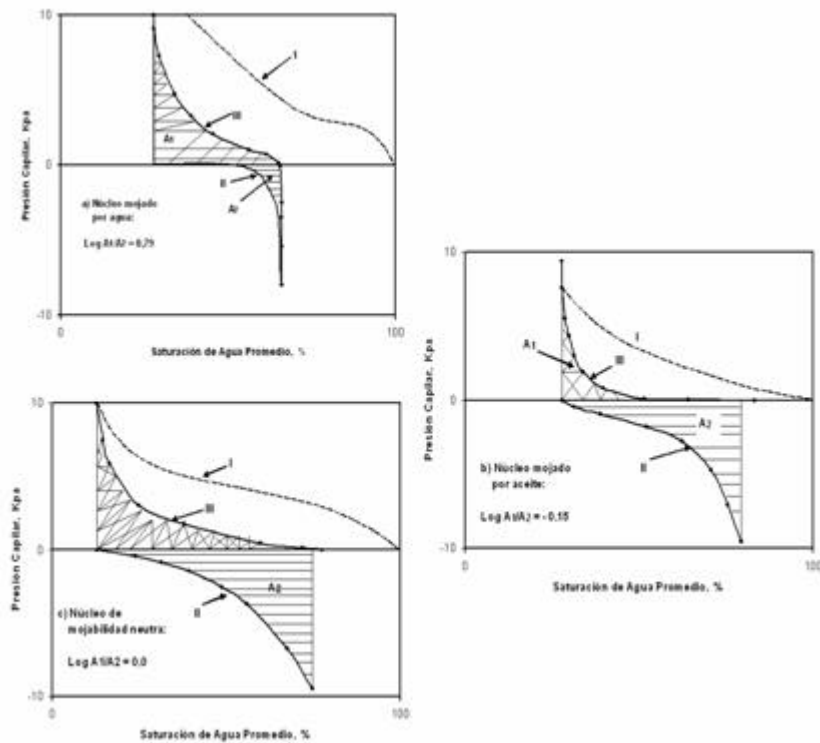 10
I
III
A1
Presión Capilar, Kpa
0
II
A2
a) Núcleo mojado
por agua:
Log A1/A2 = 0,79
-10
0
100
Saturación de Agua Promedio, %
10
I
A1
III
Presión Capilar, Kpa
0
A2
II
b) Núcleo mojado
por aceite:
Log A1/A2 = -0,15
-10
0
100
Saturación de Agua Promedio, %
10
I
III
Presión Capilar, Kpa
0
A2
II
c) Núcleo de
mojabilidad neutra:
Log A1/A2 = 0,0
-10
0
100
Saturación de Agua Promedio, %